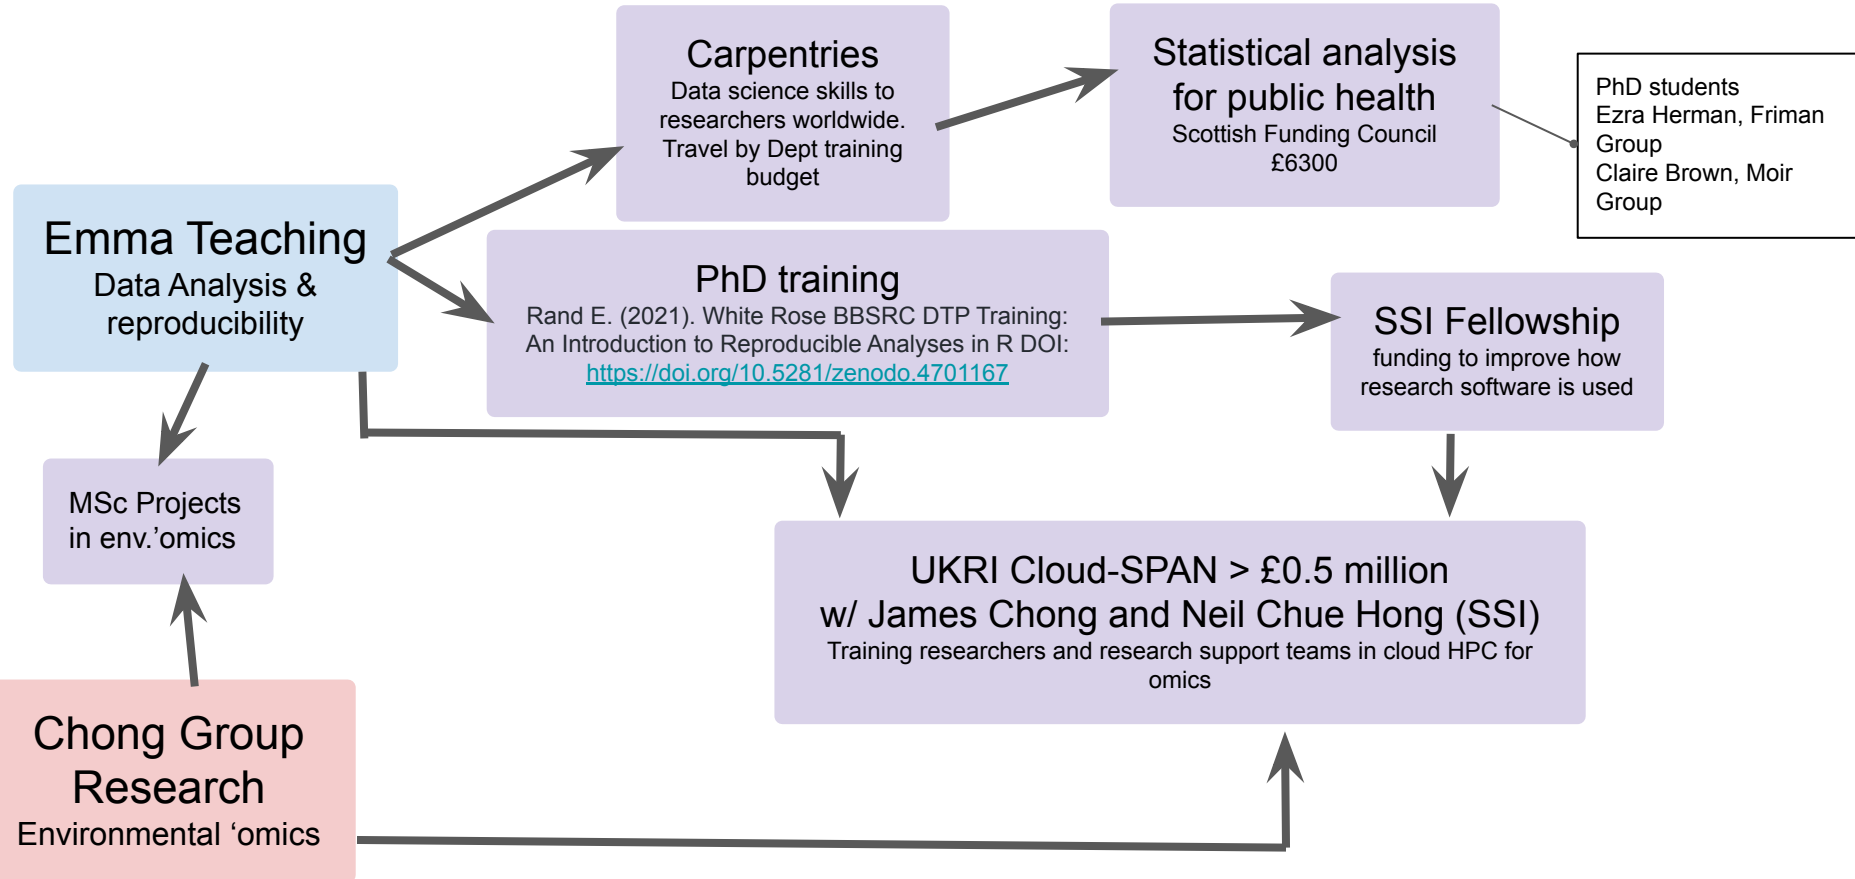 Carpentries
Data science skills to
researchers worldwide.
Travel by Dept training
budget
Statistical analysis
for public health
Scottish Funding Council
£6300
PhD students
Ezra Herman, Friman
Group
Claire Brown, Moir
Group
Emma Teaching
Data Analysis &
reproducibility
PhD training
Rand E. (2021). White Rose BBSRC DTP Training:
An Introduction to Reproducible Analyses in R DOI:
https://doi.org/10.5281/zenodo.4701167
SSI Fellowship
funding to improve how
research software is used
MSc Projects
in env.’omics
UKRI Cloud-SPAN > £0.5 million
w/ James Chong and Neil Chue Hong (SSI)
Training researchers and research support teams in cloud HPC for
omics
Chong Group
Research
Environmental ‘omics